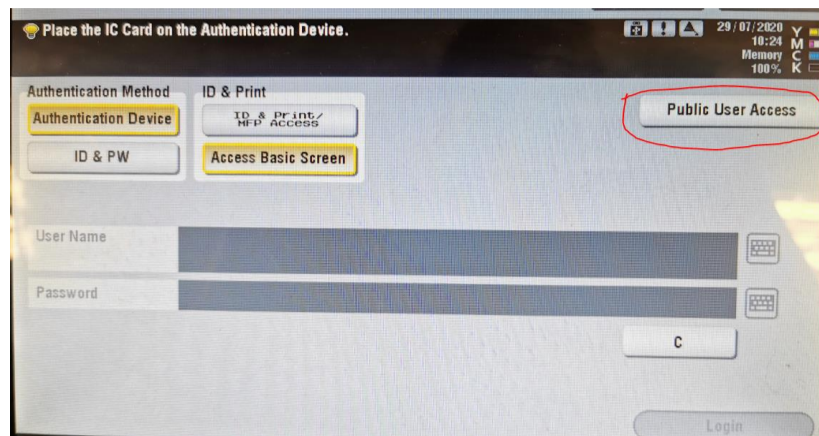 Place the IC Card on the Authentication Device.
29/07/2020
10:24
Memory
100%
Y
M
C
K
Authentication Method
ID & Print
Authentication Device
ID & Print/
MFP Access
Public User Access
ID & PW
Access Basic Screen
User Name
Password
C
Login